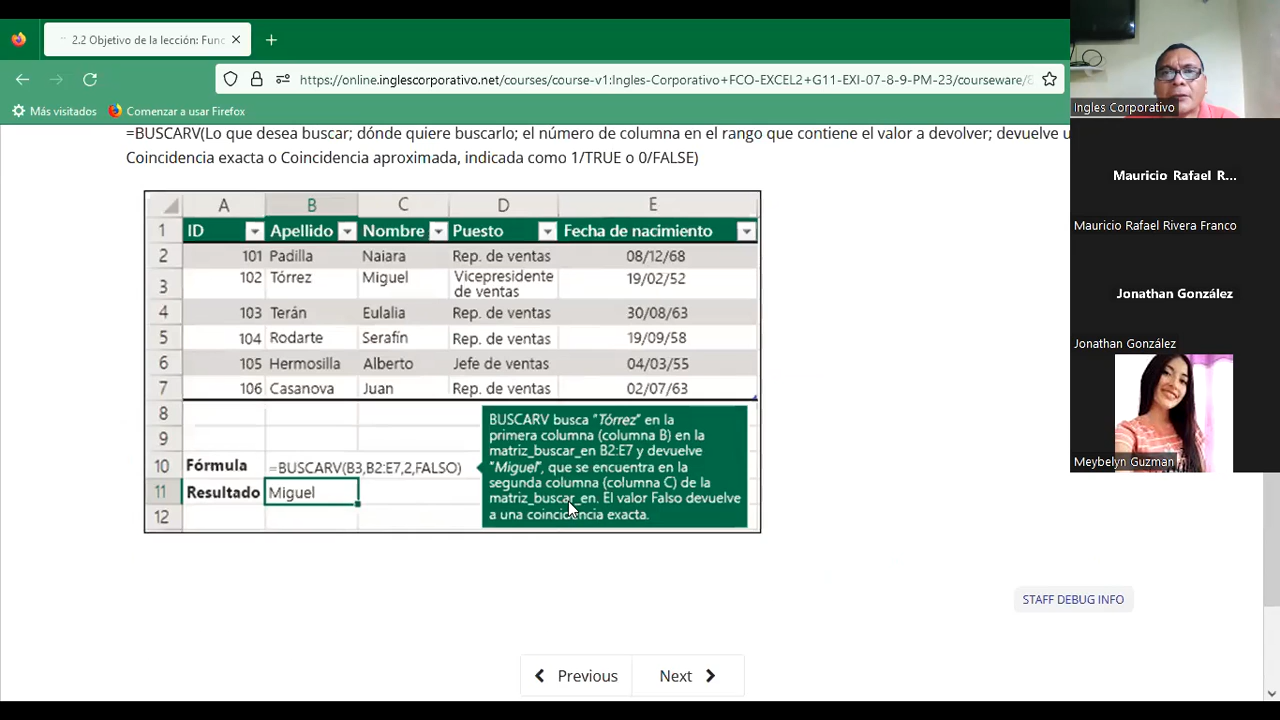 2.2 Objetivo de la lección: Func
https://online.inglescorporativo.net/courses/course-v1:Ingles-Corporativo+FCO-EXCEL2+G11-EXI-07-8-9-PM-23/courseware/
Más visitados
Comenzar a usar Firefox
=BUSCARV(Lo que desea buscar; dónde quiere buscarlo; el número de columna en el rango que contiene el valor a devolver; devuelve u
Coincidencia exacta o Coincidencia aproximada, indicada como 1/TRUE o 0/FALSE)
A B C D E
1 ID Apellido Nombre Puesto Fecha de nacimiento
2 101 Padilla Naiara Rep. de ventas 08/12/68
3 102 Tórrez Miguel Vicepresidente de ventas 19/02/52
4 103 Terán Eulalia Rep. de ventas 30/08/63
5 104 Rodarte Serafín Rep. de ventas 19/09/58
6 105 Hermosilla Alberto Jefe de ventas 04/03/55
7 106 Casanova Juan Rep. de ventas 02/07/63
8
9
10 Fórmula =BUSCARV(B3,B2:E7,2,FALSO)
11 Resultado Miguel
12
BUSCARV busca "Tórrez" en la
primera columna (columna B) en la
matriz_buscar_en B2:E7 y devuelve
"Miguel", que se encuentra en la
segunda columna (columna C) de la
matriz_buscar_en. El valor Falso devuelve
a una coincidencia exacta.
STAFF DEBUG INFO
Previous
Next
Ingles Corporativo
Mauricio Rafael R...
Mauricio Rafael Rivera Franco
Jonathan González
Jonathan González
Meybelyn Guzman